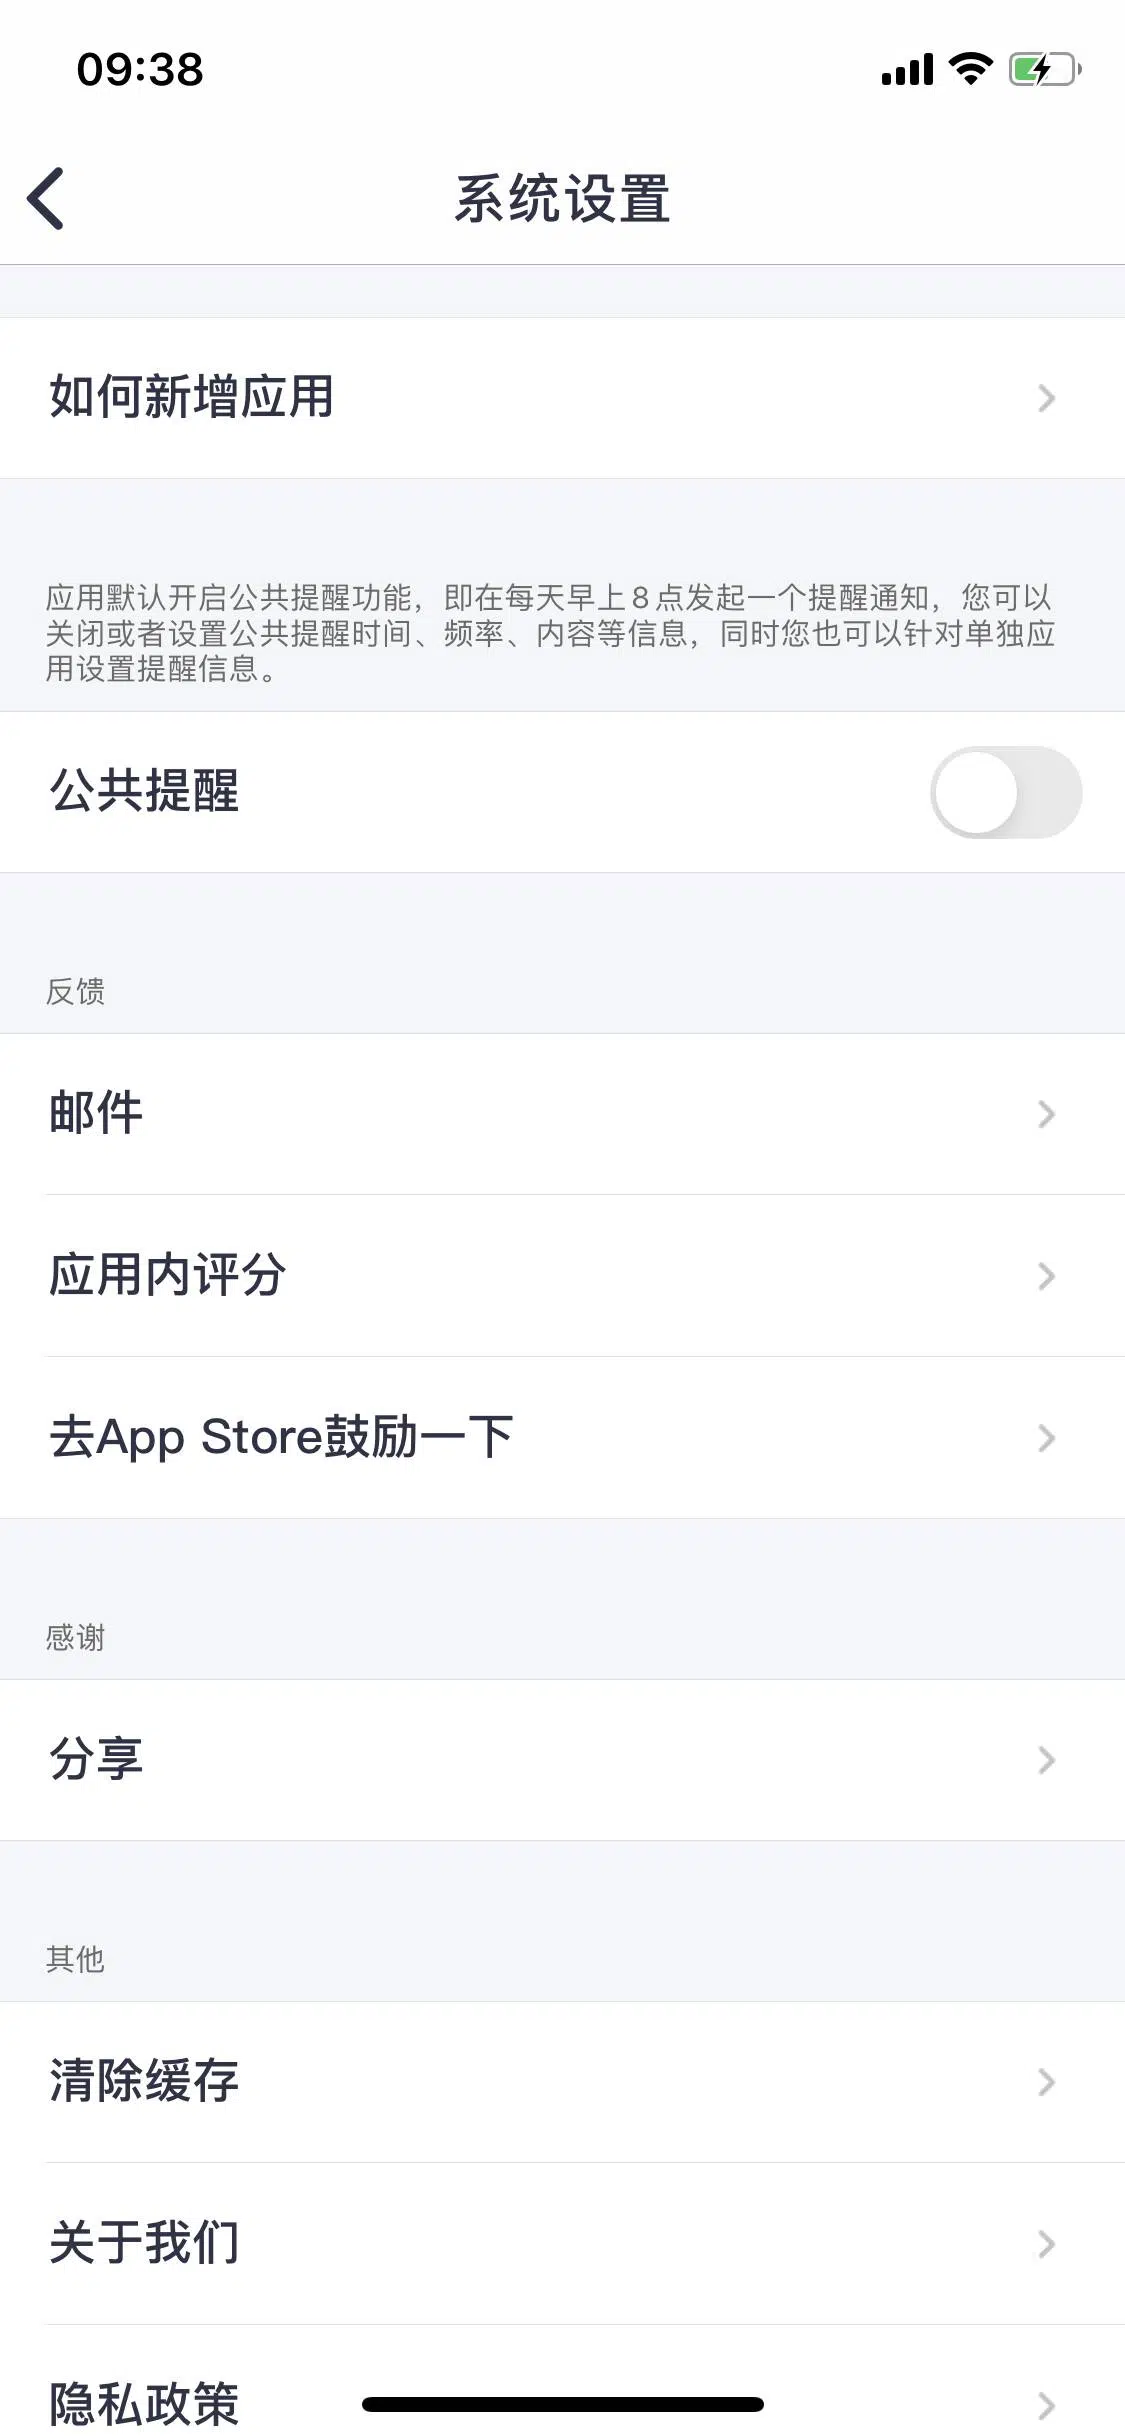 09:38
系统设置
如何新增应用
应用默认开启公共提醒功能，即在每天早上8点发起一个提醒通知，您可以
关闭或者设置公共提醒时间、频率、内容等信息，同时您也可以针对单独应
用设置提醒信息。
公共提醒
反馈
邮件
应用内评分
去App Store鼓励一下
感谢
分享
其他
清除缓存
关于我们
隐私政策